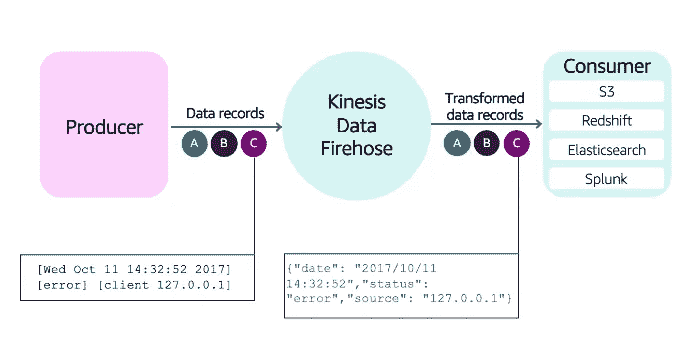 Producer
Data records
A B C
Kinesis
Data
Firehose
Transformed
data records
A B C
Consumer
S3
Redshift
Elasticsearch
Splunk
[Wed Oct 11 14:32:52 2017]
[error] [client 127.0.0.1]
{"date": "2017/10/11
14:32:52","status":
"error","source": "127.0.0.1"}